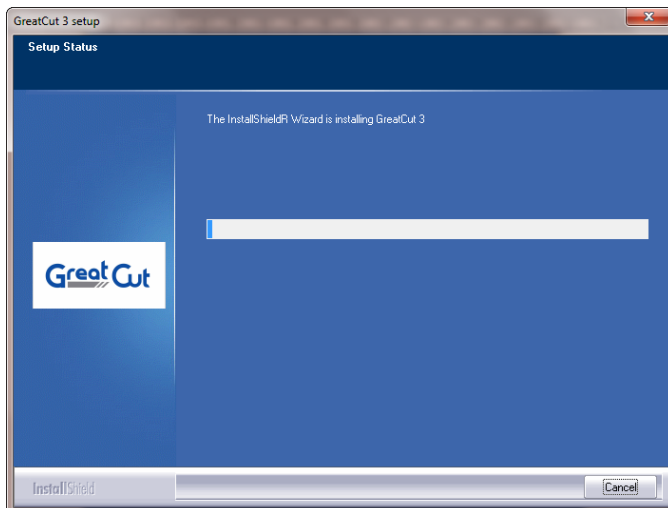 GreatCut 3 setup
Setup Status
The InstallShieldR Wizard is installing GreatCut 3
Great Cut
InstallShield
Cancel